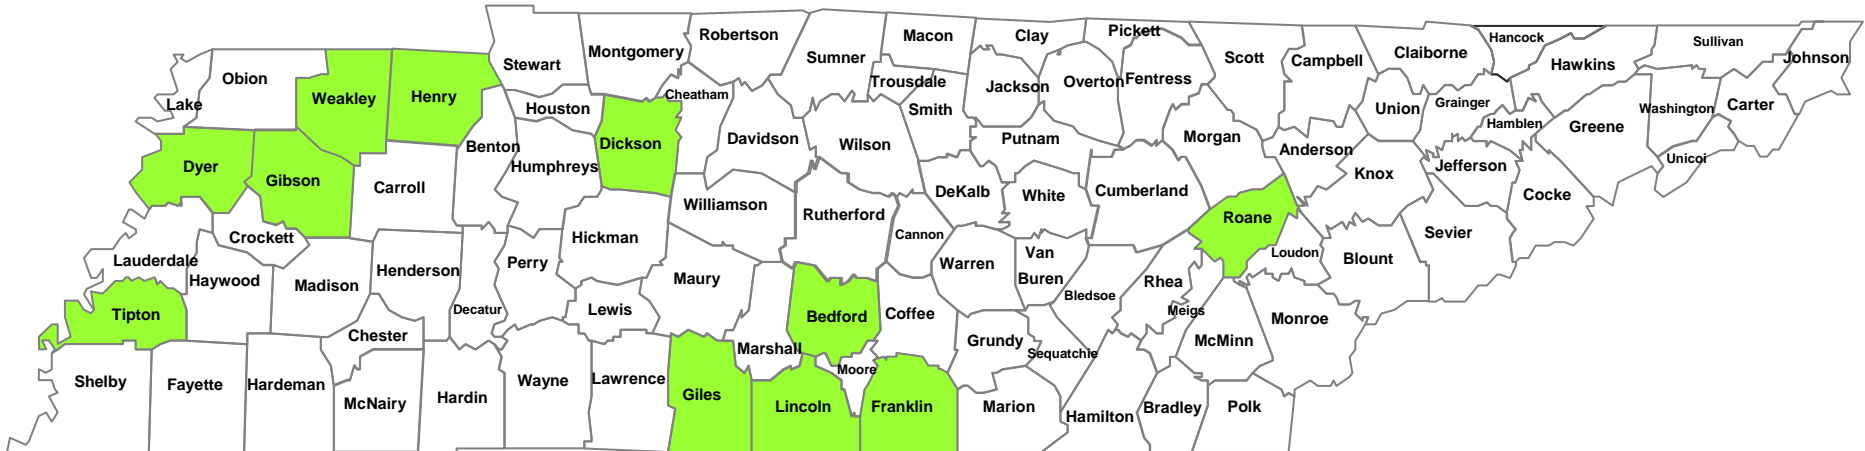 Stewart
Montgomery
Robertson
Sumner
Macon
Clay
Pickett
Scott
Campbell
Claiborne
Hancock
Hawkins
Sullivan
Johnson
Lake
Obion
Weakley
Henry
Houston
Cheatham
Trousdale
Smith
Jackson
Overton
Fentress
Union
Grainger
Hamblen
Washington
Carter
Greene
Unicoi
Dyer
Gibson
Carroll
Benton
Humphreys
Dickson
Davidson
Wilson
Putnam
Morgan
Anderson
Knox
Jefferson
Cocke
Williamson
Rutherford
DeKalb
White
Cumberland
Roane
Sevier
Crockett
Hickman
Cannon
Van
Buren
Loudon
Blount
Lauderdale
Haywood
Madison
Henderson
Perry
Maury
Warren
Bledsoe
Rhea
Meigs
Tipton
Decatur
Lewis
Bedford
Coffee
Monroe
Chester
Marshall
Moore
Grundy
Sequatchie
McMinn
Shelby
Fayette
Hardeman
McNairy
Hardin
Wayne
Lawrence
Giles
Lincoln
Franklin
Marion
Hamilton
Bradley
Polk